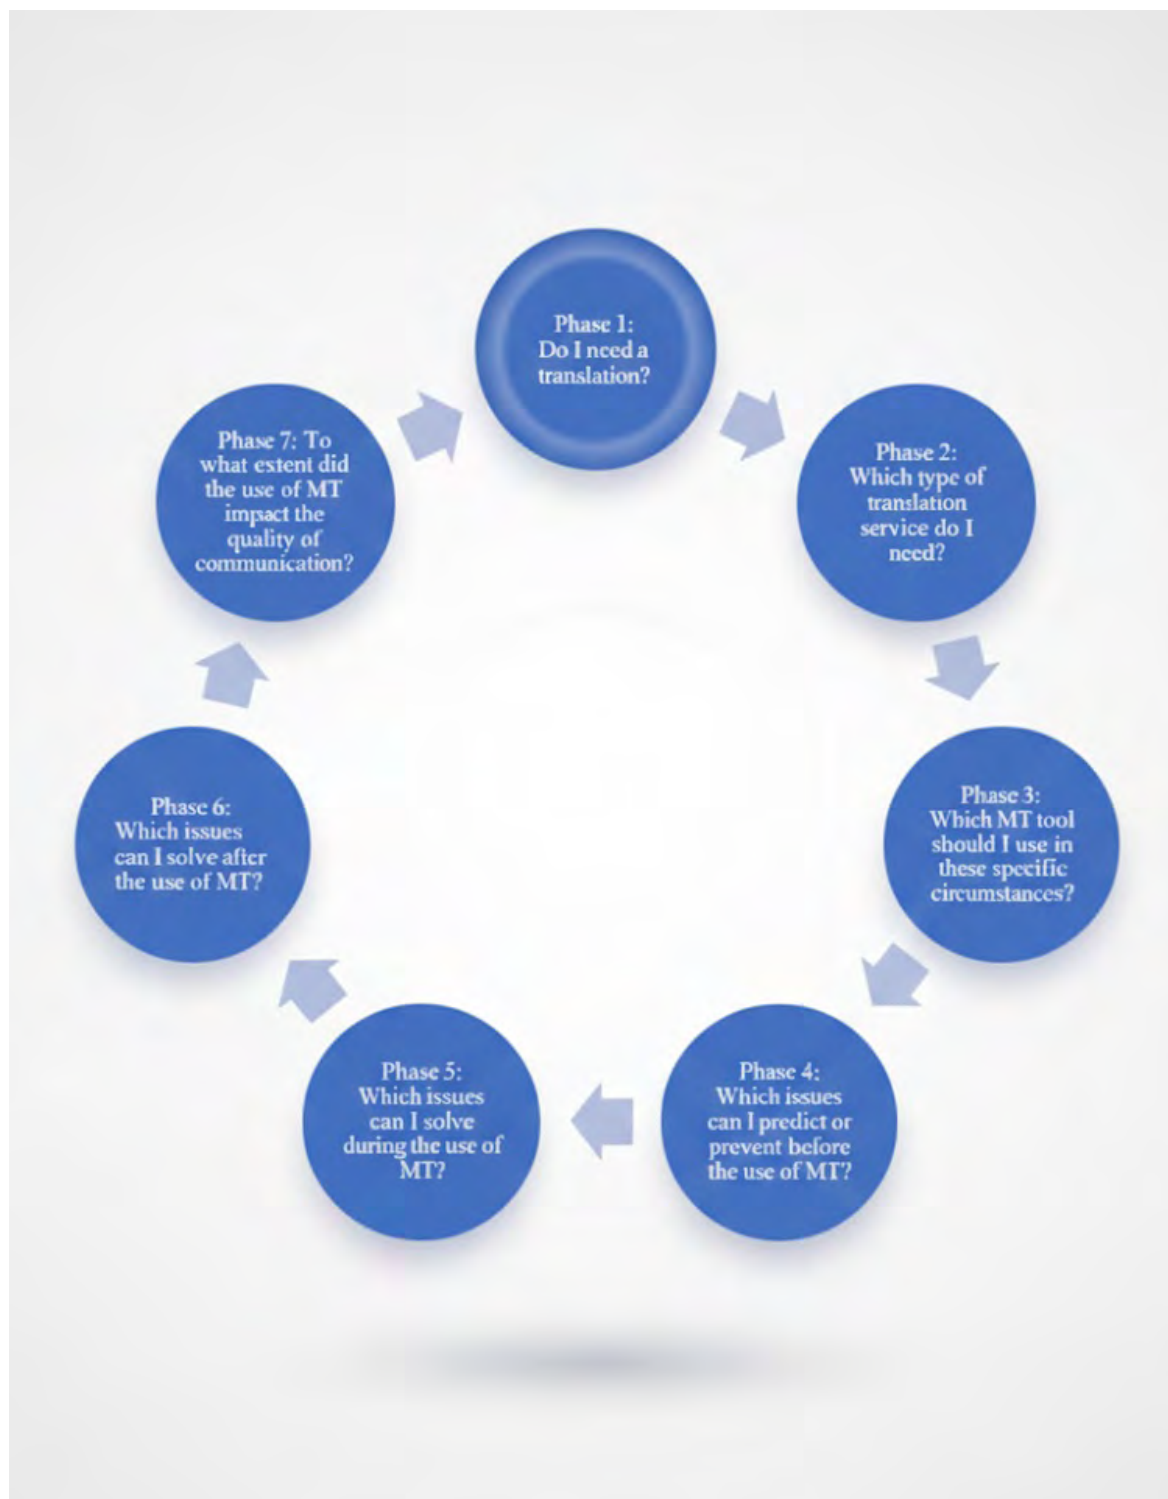 Phase 1:
Do I need a
translation?
Phase 2:
Which type of
translation
service do I
need?
Phase 3:
Which MT tool
should I use in
these specific
circumstances?
Phase 4:
Which issues
can I predict or
prevent before
the use of MT?
Phase 5:
Which issues
can I solve
during the use of
MT?
Phase 6:
Which issues
can I solve after
the use of MT?
Phase 7: To
what extent did
the use of MT
impact the
quality of
communication?